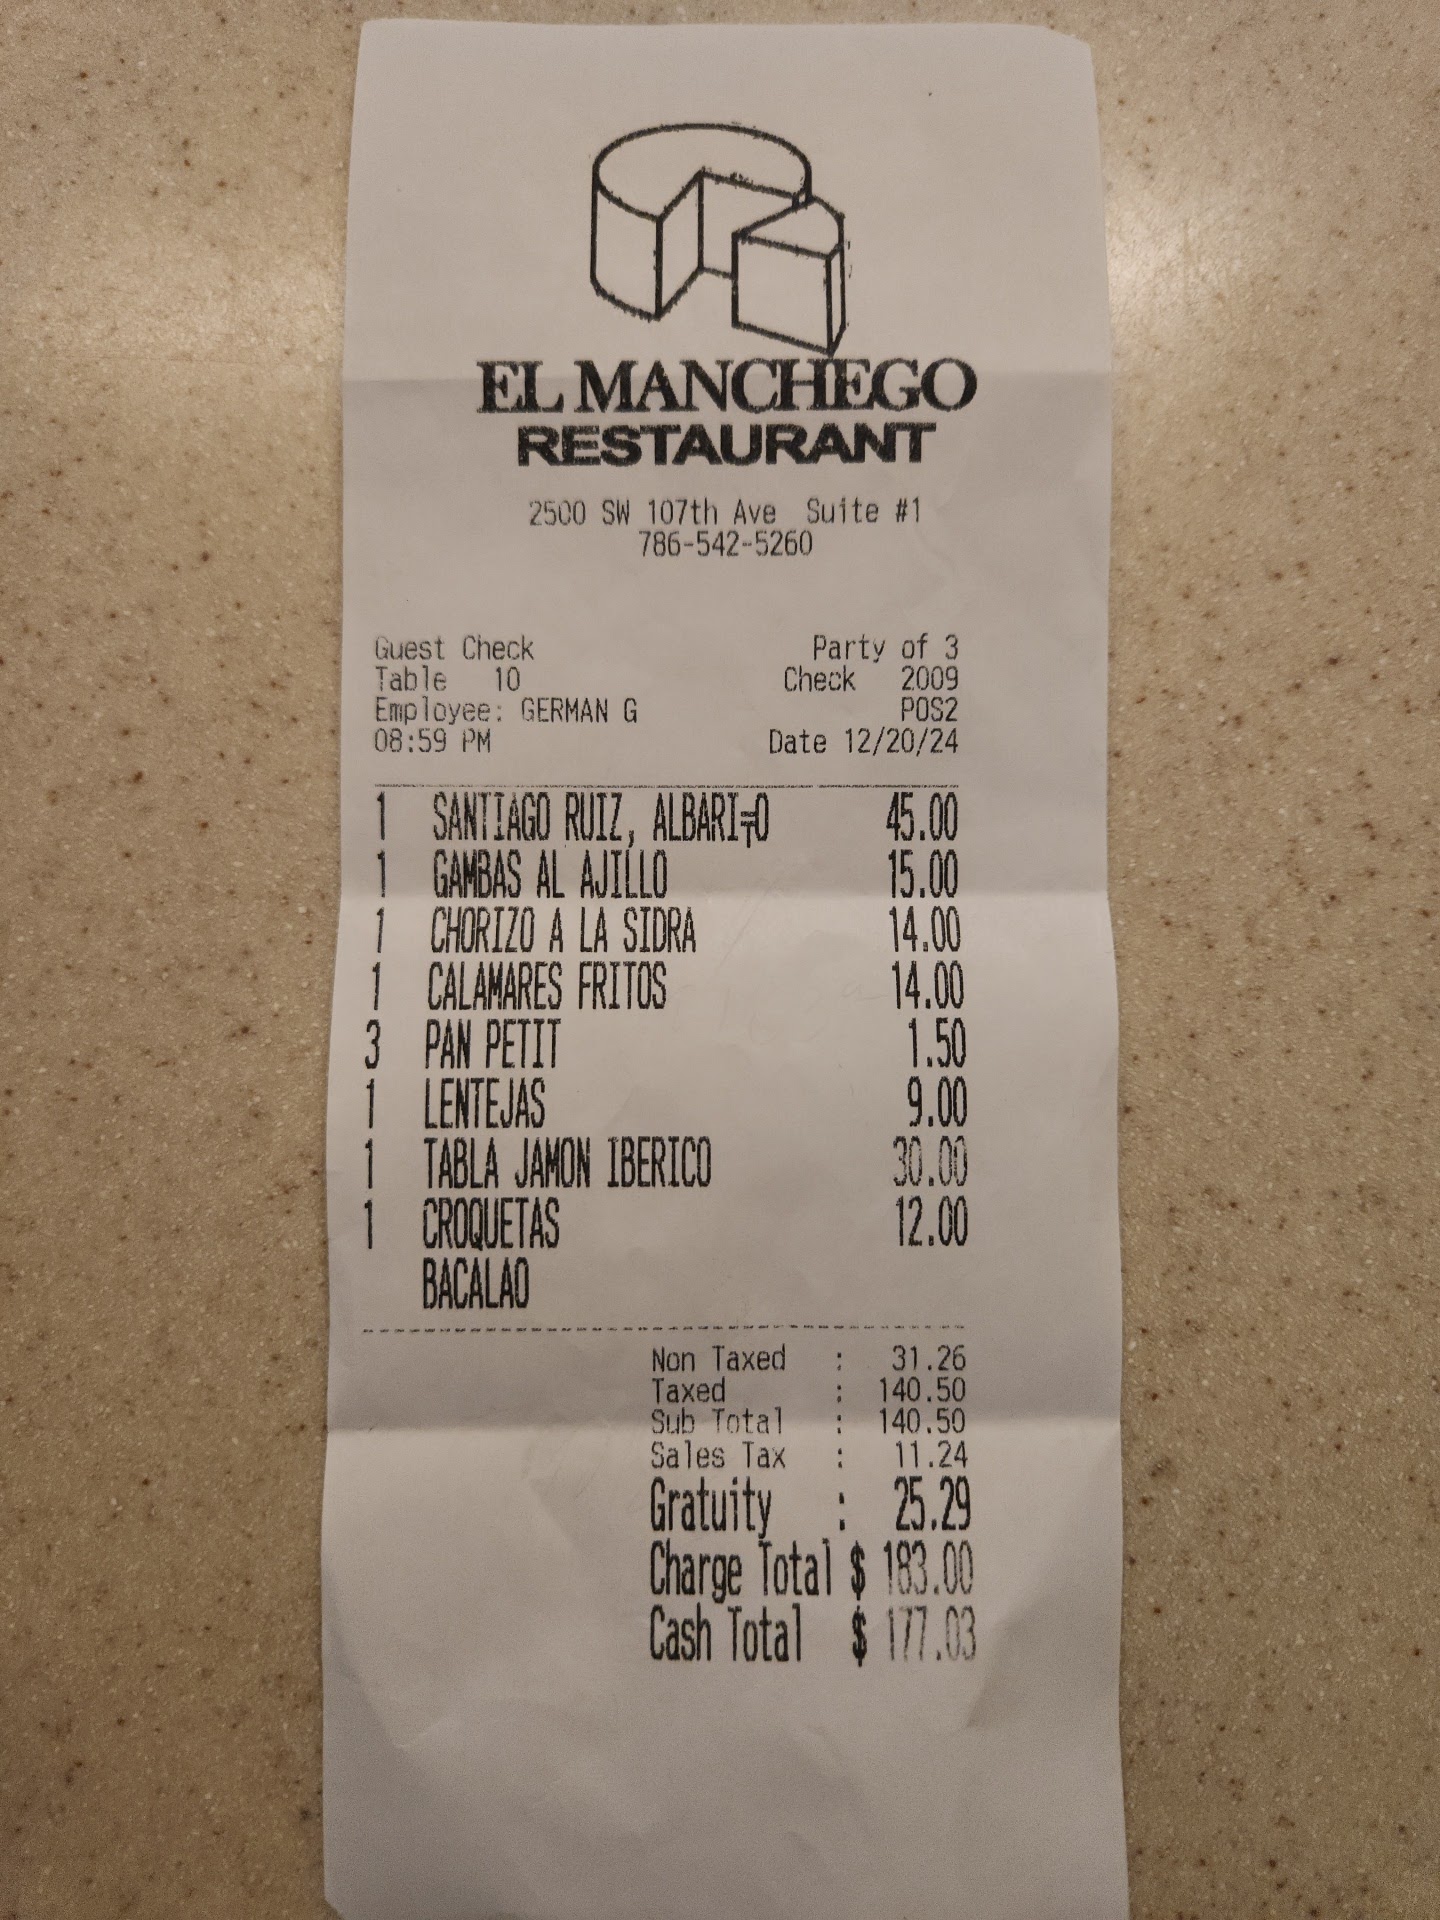 EL MANCHEGO
RESTAURANT
2500 SW 107th Ave Suite #1
786-542-5260
Guest Check Party of 3
Table 10 Check 2009
Employee: GERMAN G POS2
08:59 PM Date 12/20/24
1 SANTIAGO RUIZ, ALBARI╤O 45.00
1 GAMBAS AL AJILLO 15.00
1 CHORIZO A LA SIDRA 14.00
1 CALAMARES FRITOS 14.00
3 PAN PETIT 1.50
1 LENTEJAS 9.00
1 TABLA JAMON IBERICO 30.00
1 CROQUETAS 12.00
BACALAO
Non Taxed : 31.26
Taxed : 140.50
Sub Total : 140.50
Sales Tax : 11.24
Gratuity : 25.29
Charge Total $ 183.00
Cash Total $ 177.03